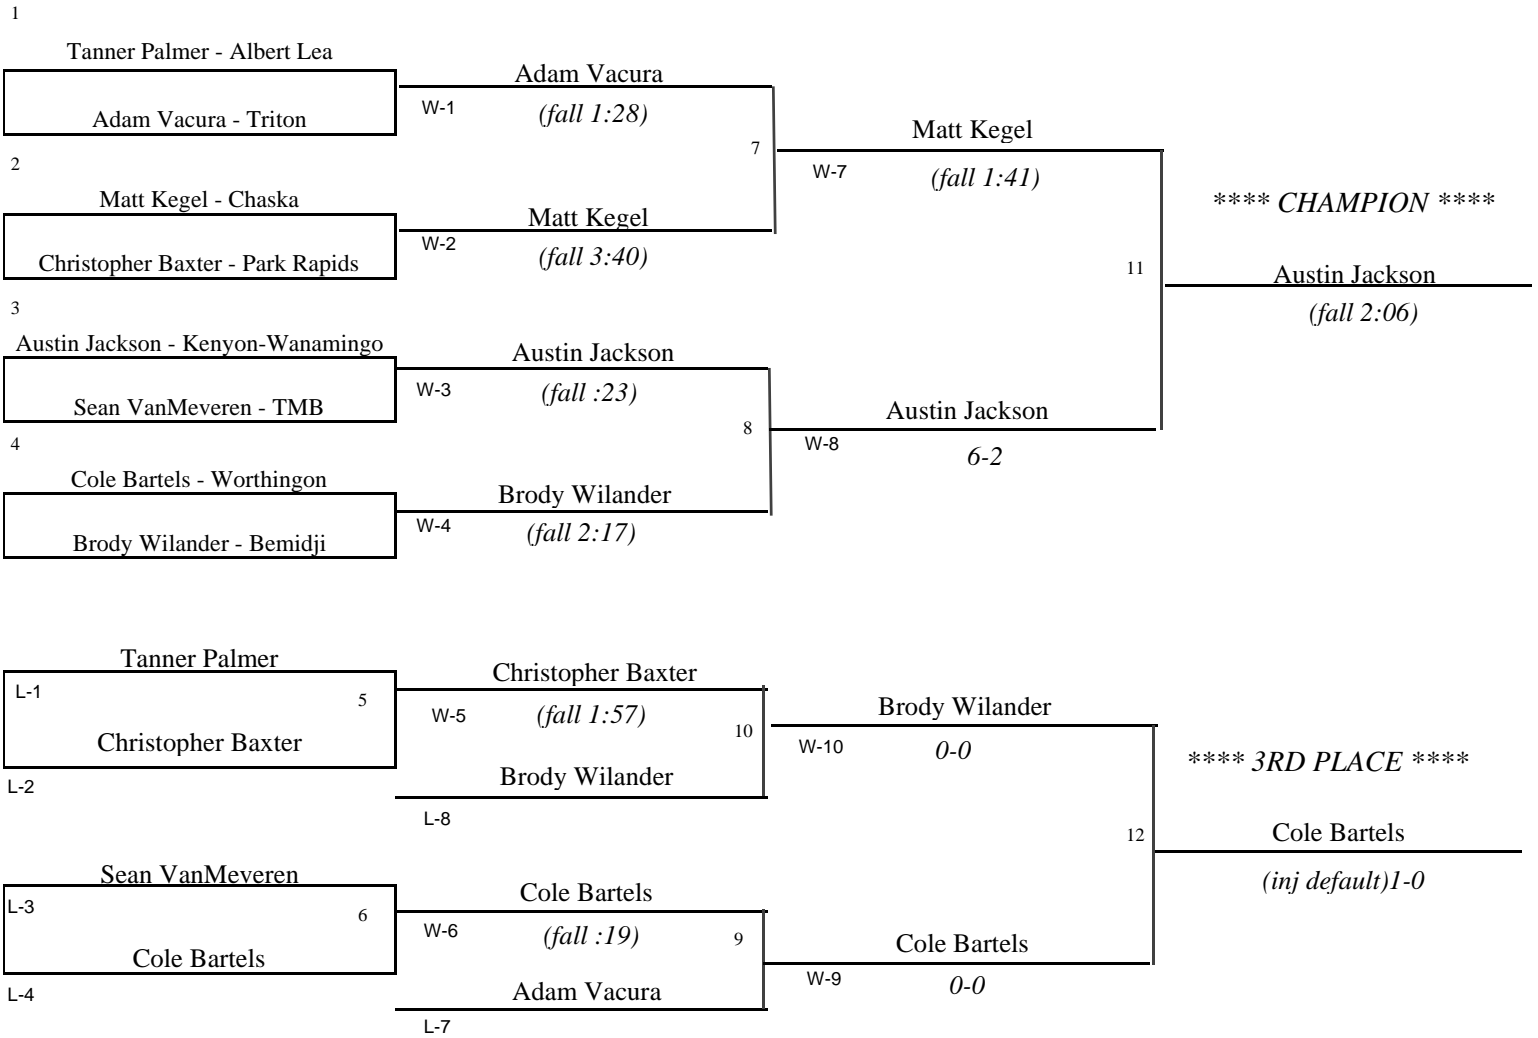 1
Tanner Palmer - Albert Lea
Adam Vacura - Triton
W-1
Adam Vacura
(fall 1:28)
2
Matt Kegel - Chaska
Christopher Baxter - Park Rapids
W-2
Matt Kegel
(fall 3:40)
7
W-7
Matt Kegel
(fall 1:41)
3
Austin Jackson - Kenyon-Wanamingo
Sean VanMeveren - TMB
W-3
Austin Jackson
(fall :23)
4
Cole Bartels - Worthingon
Brody Wilander - Bemidji
W-4
Brody Wilander
(fall 2:17)
8
W-8
Austin Jackson
6-2
11
**** CHAMPION ****
Austin Jackson
(fall 2:06)
Tanner Palmer
L-1
5
Christopher Baxter
L-2
Christopher Baxter
W-5
(fall 1:57)
10
Brody Wilander
L-8
Brody Wilander
W-10
0-0
Sean VanMeveren
L-3
6
Cole Bartels
L-4
Cole Bartels
W-6
(fall :19)
9
Adam Vacura
L-7
Cole Bartels
W-9
0-0
12
**** 3RD PLACE ****
Cole Bartels
(inj default)1-0